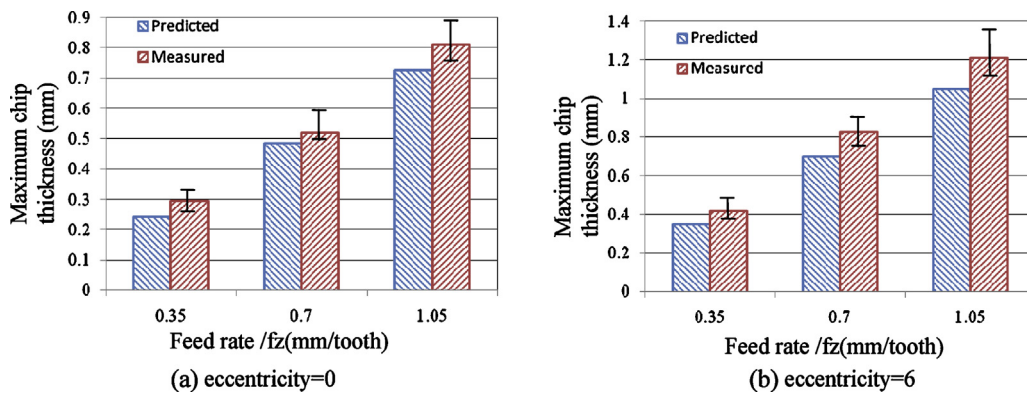 0.9
0.8
0.7
0.6
0.5
0.4
0.3
0.2
0.1
0
Maximum chip
thickness (mm)
Predicted
Measured
0.35
0.7
1.05
Feed rate /fz(mm/tooth)
(a) eccentricity=0
1.4
1.2
1
0.8
0.6
0.4
0.2
0
Maximum chip
thickness (mm)
Predicted
Measured
0.35
0.7
1.05
Feed rate /fz(mm/tooth)
(b) eccentricity=6